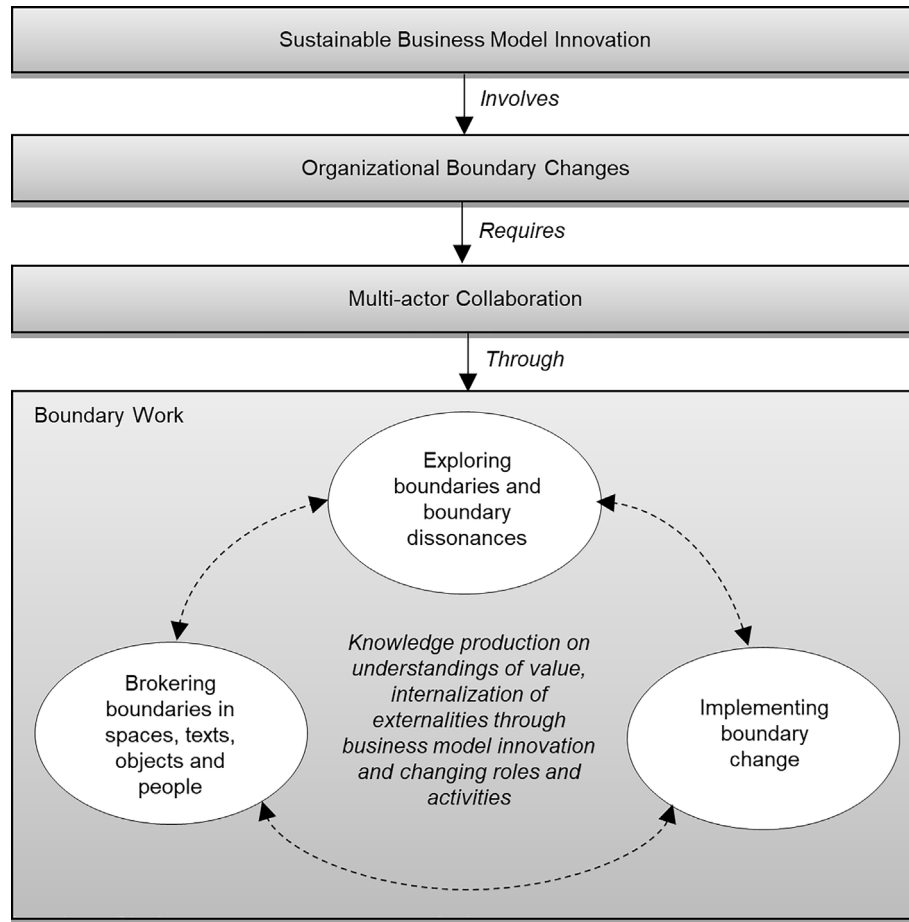 Sustainable Business Model Innovation
Involves
Organizational Boundary Changes
Requires
Multi-actor Collaboration
Through
Boundary Work
Exploring
boundaries and
boundary
dissonances
Knowledge production on
understandings of value,
internalization of
externalities through
business model innovation
and changing roles and
activities
Brokering
boundaries in
spaces, texts,
objects and
people
Implementing
boundary
change